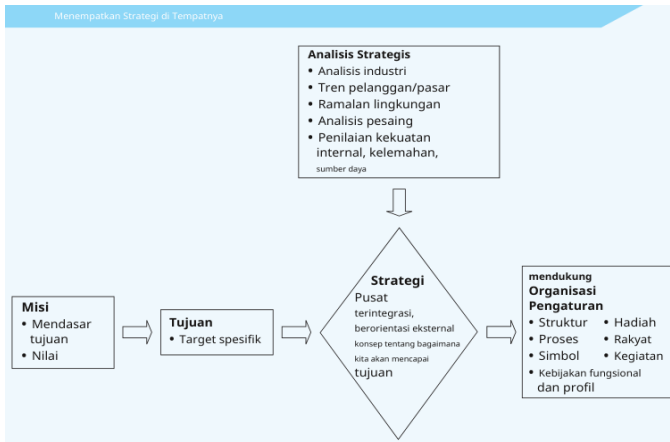 Menempatkan Strategi di Tempatnya
Analisis Strategis
• Analisis industri
• Tren pelanggan/pasar
• Ramalan lingkungan
• Analisis pesaing
• Penilaian kekuatan
internal, kelemahan,
sumber daya
Misi
• Mendasar
tujuan
• Nilai
Tujuan
• Target spesifik
Strategi
Pusat
terintegrasi,
berorientasi eksternal
konsep tentang bagaimana
kita akan mencapai
tujuan
mendukung
Organisasi
Pengaturan
• Struktur • Hadiah
• Proses • Rakyat
• Simbol • Kegiatan
• Kebijakan fungsional
dan profil